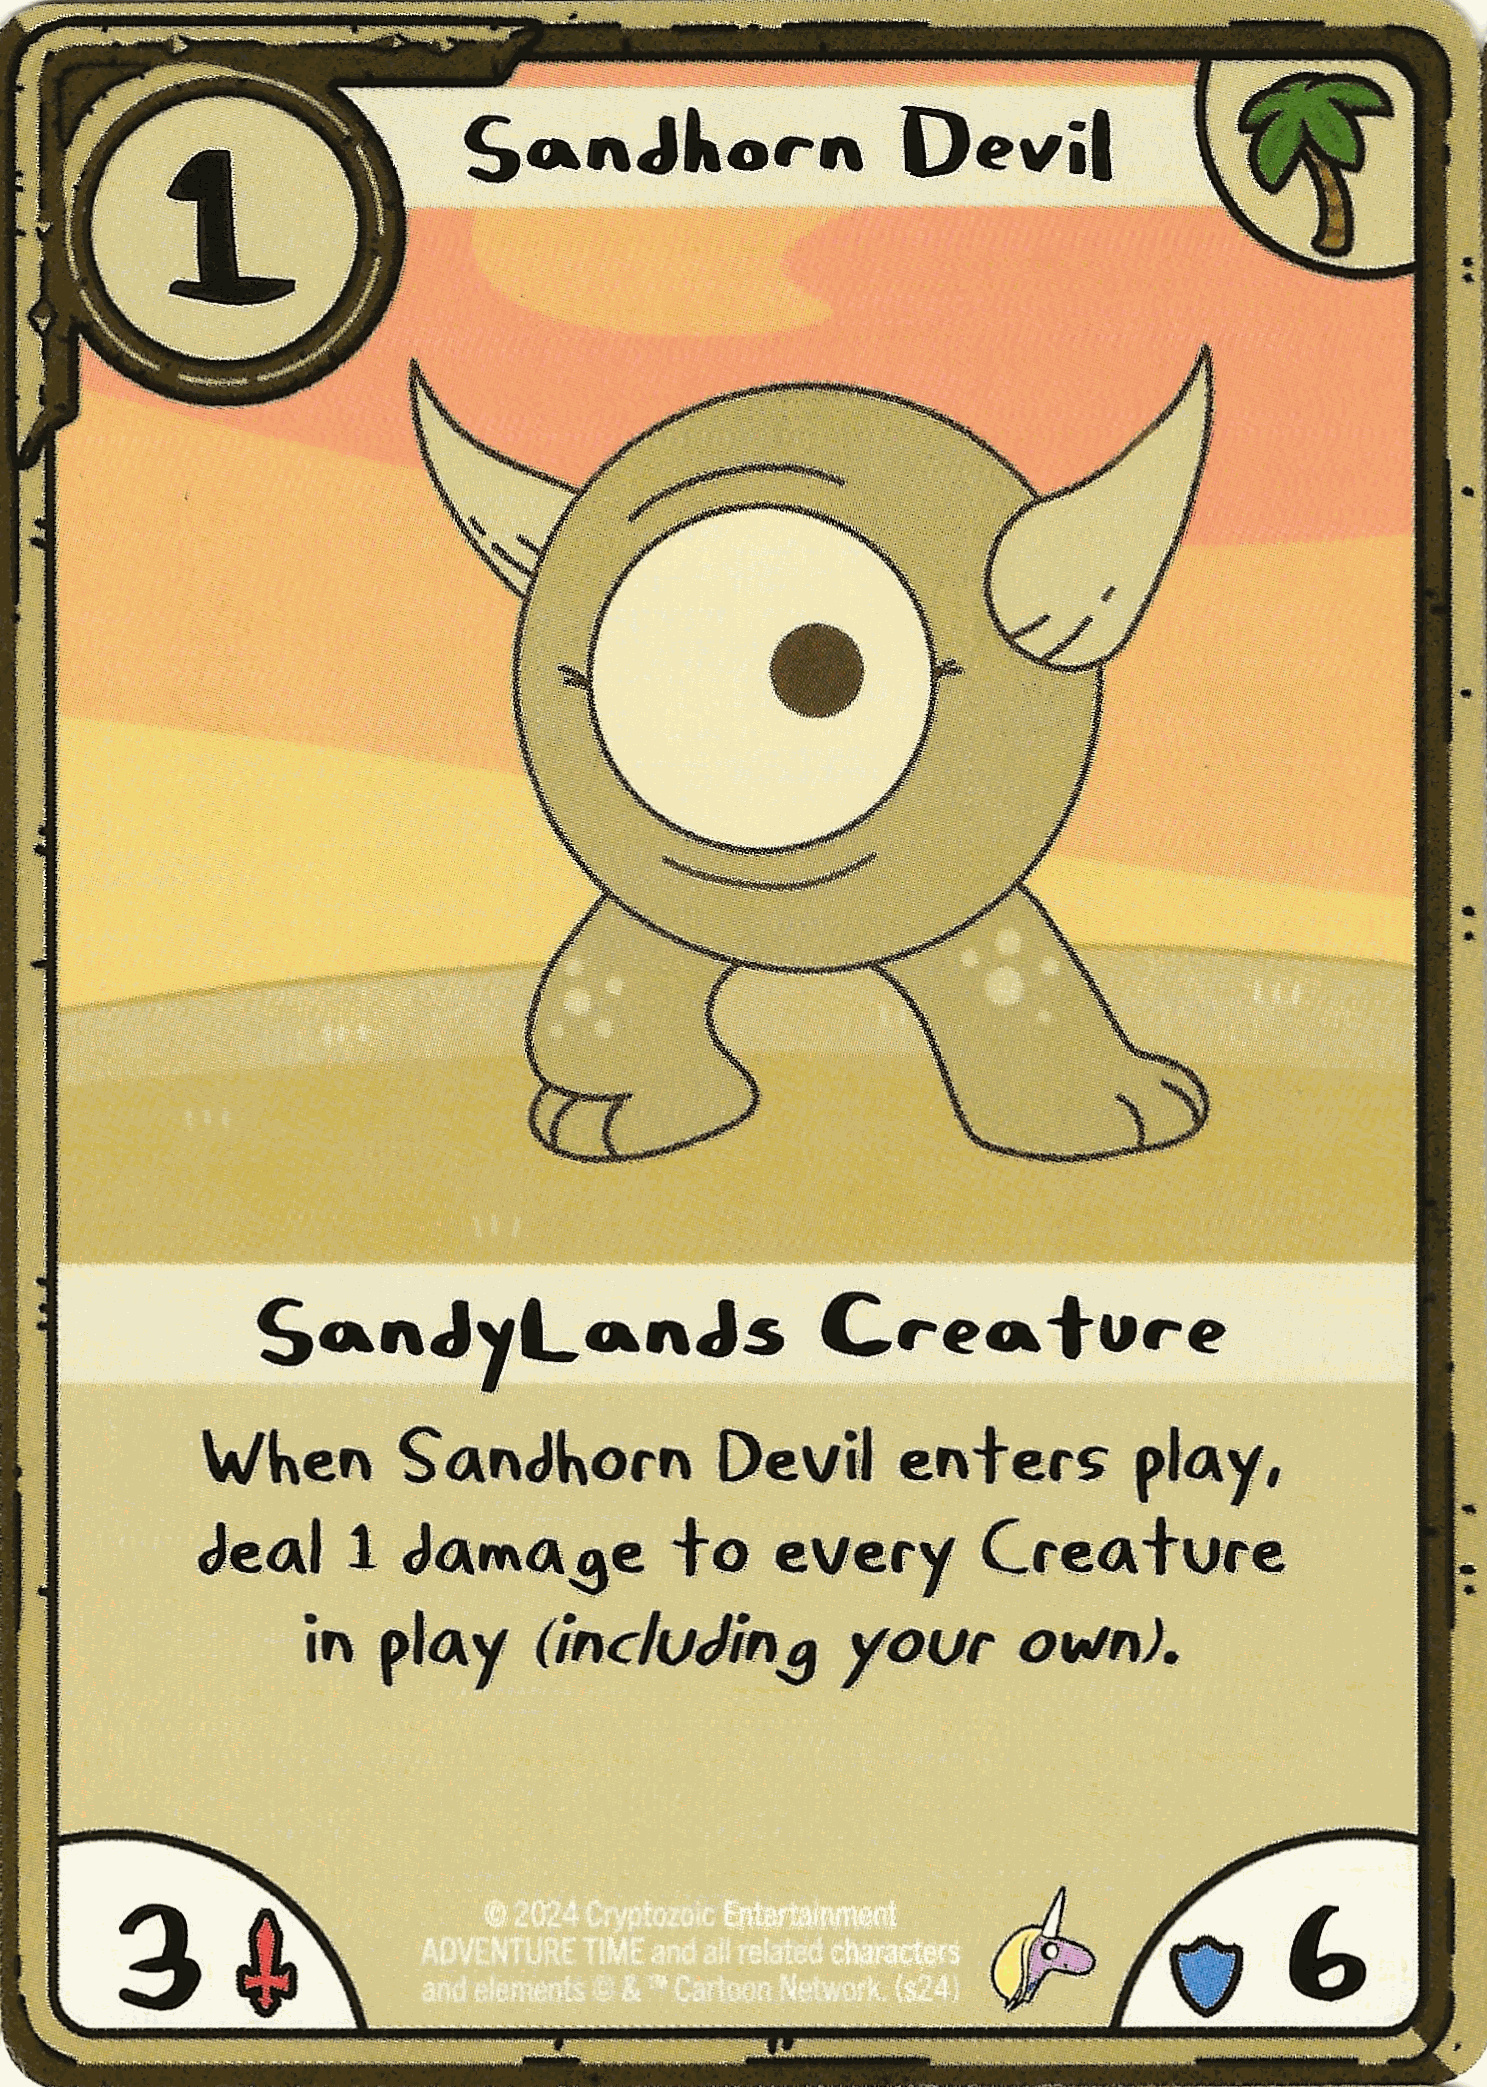 1
Sandhorn Devil
SandyLands Creature
When Sandhorn Devil enters play,
deal 1 damage to every Creature
in play (including your own).
3
© 2024 Cryptozoic Entertainment
ADVENTURE TIME and all related characters
and elements © & ™ Cartoon Network. (s24)
6